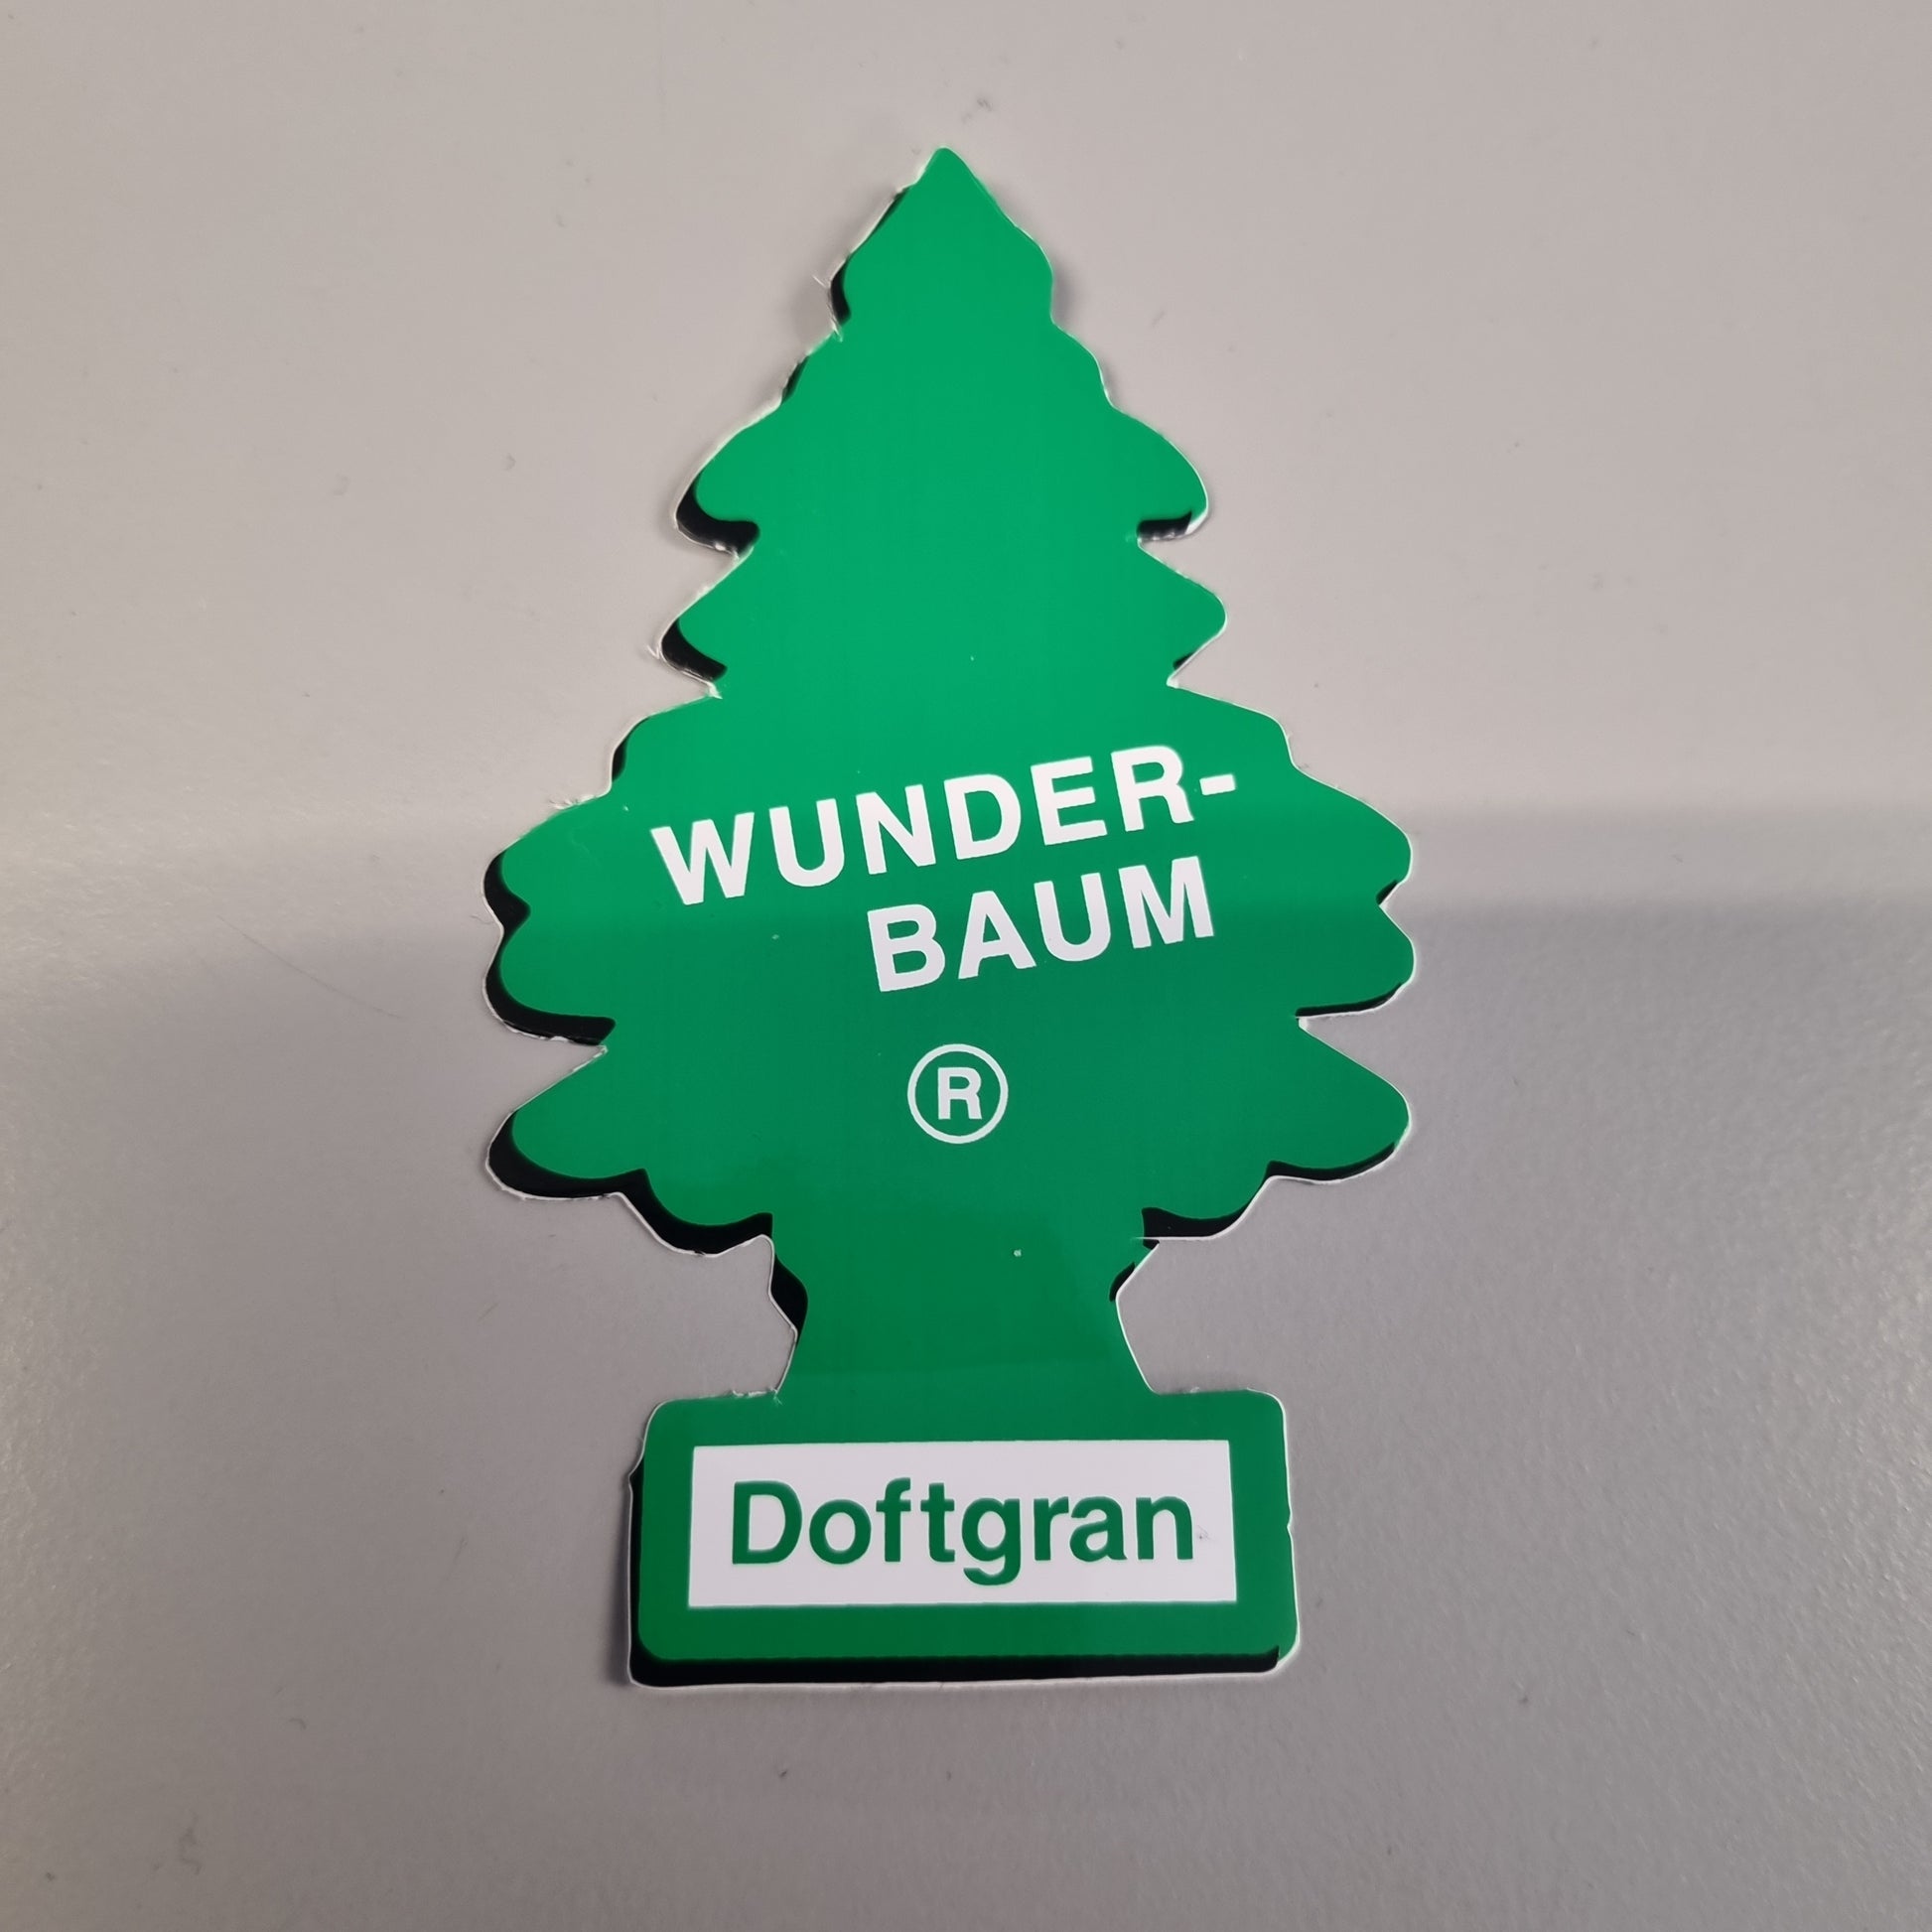 WUNDER-
BAUM
®
Doftgran